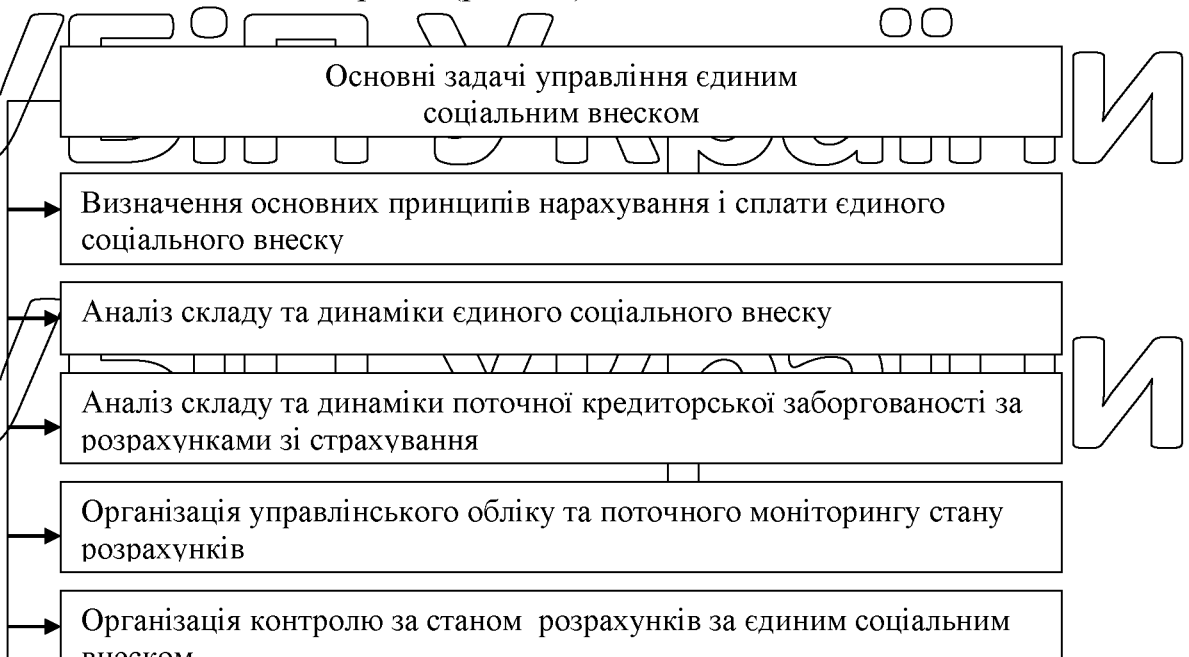 Основні задачі управління єдиним
соціальним внеском
Визначення основних принципів нарахування і сплати єдиного
соціального внеску
Аналіз складу та динаміки єдиного соціального внеску
Аналіз складу та динаміки поточної кредиторської заборгованості за
розрахунками зі страхування
Організація управлінського обліку та поточного моніторингу стану
розрахунків
Організація контролю за станом розрахунків за єдиним соціальним
внеском